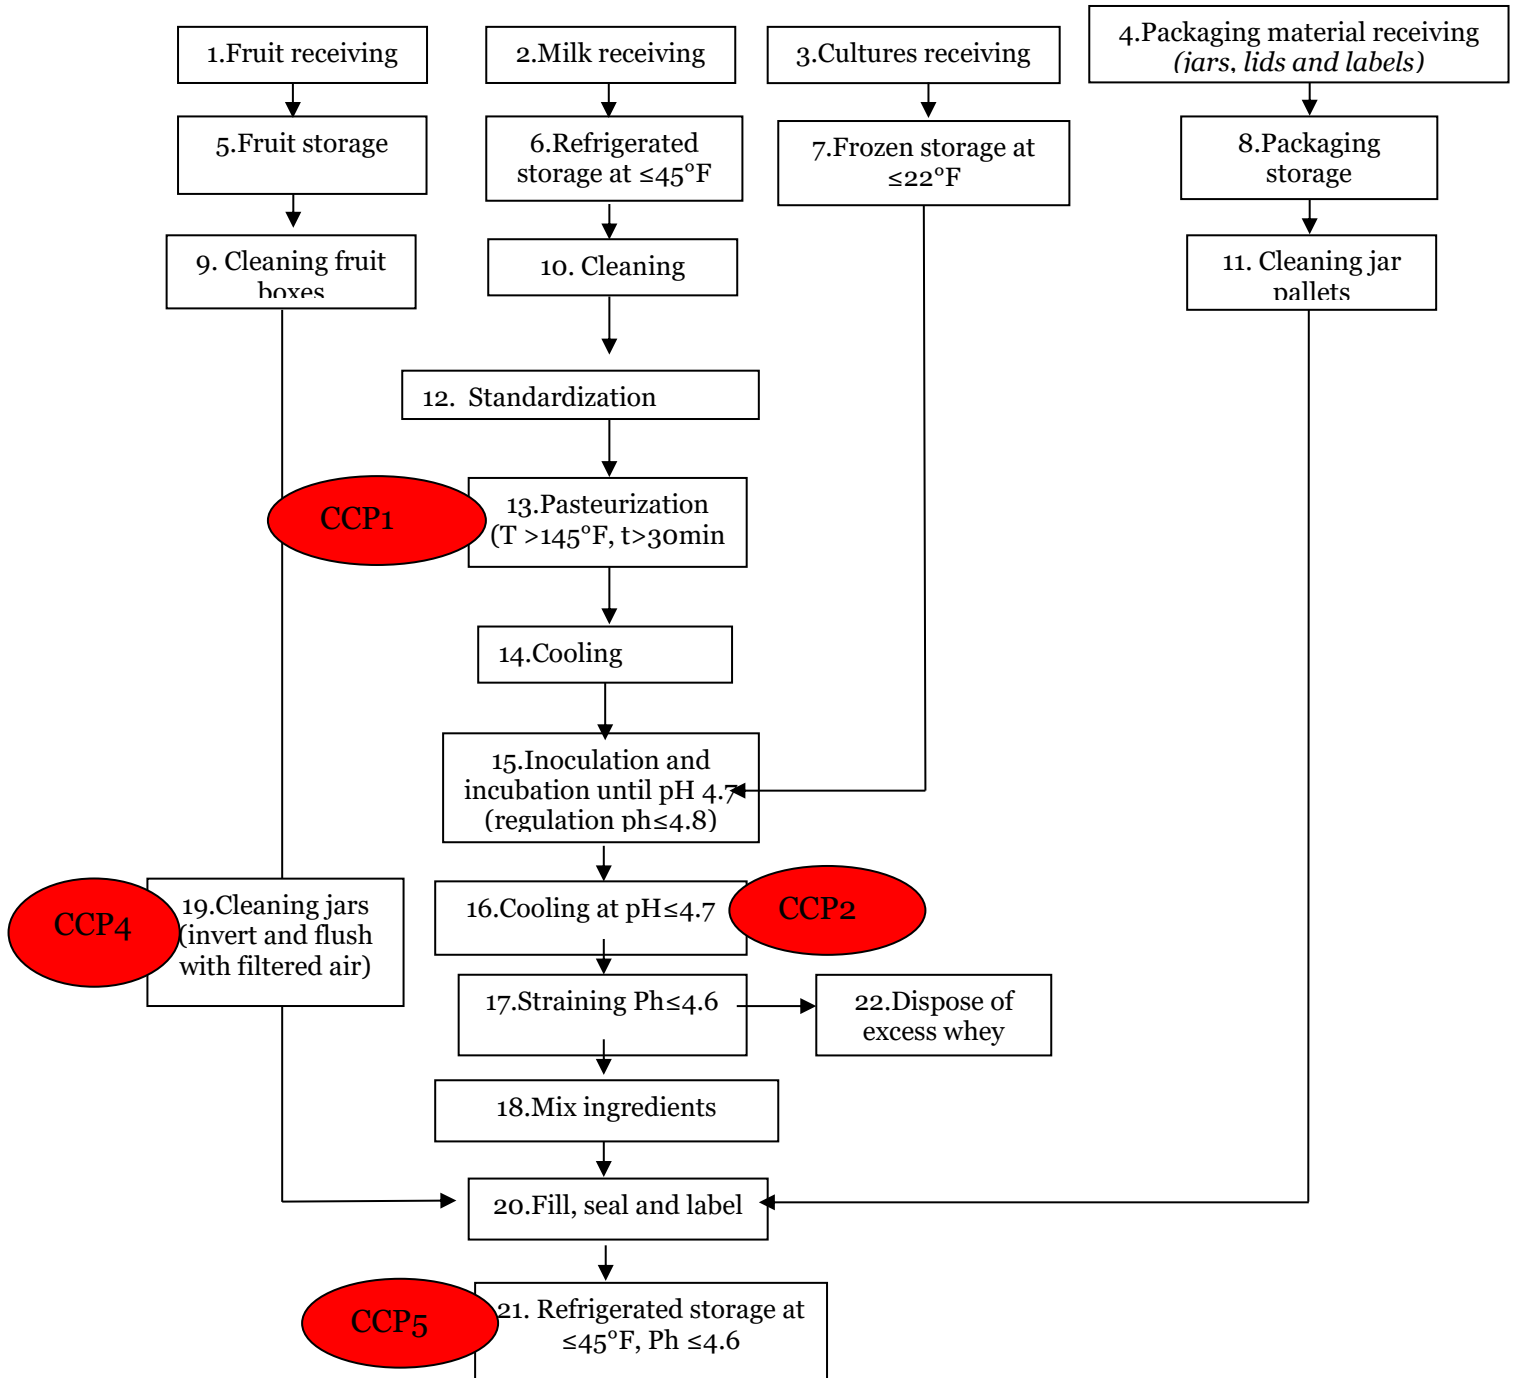 1.Fruit receiving
2.Milk receiving
3.Cultures receiving
4.Packaging material receiving
(jars, lids and labels)
5.Fruit storage
6.Refrigerated
storage at ≤45°F
7.Frozen storage at
≤22°F
8.Packaging
storage
9. Cleaning fruit
boxes
10. Cleaning
11. Cleaning jar
pallets
12. Standardization
CCP1
13.Pasteurization
(T >145°F, t>30min
14.Cooling
15.Inoculation and
incubation until pH 4.7
(regulation ph≤4.8)
CCP4
19.Cleaning jars
(invert and flush
with filtered air)
16.Cooling at pH≤4.7
CCP2
17.Straining Ph≤4.6
22.Dispose of
excess whey
18.Mix ingredients
20.Fill, seal and label
CCP5
21. Refrigerated storage at
≤45°F, Ph ≤4.6